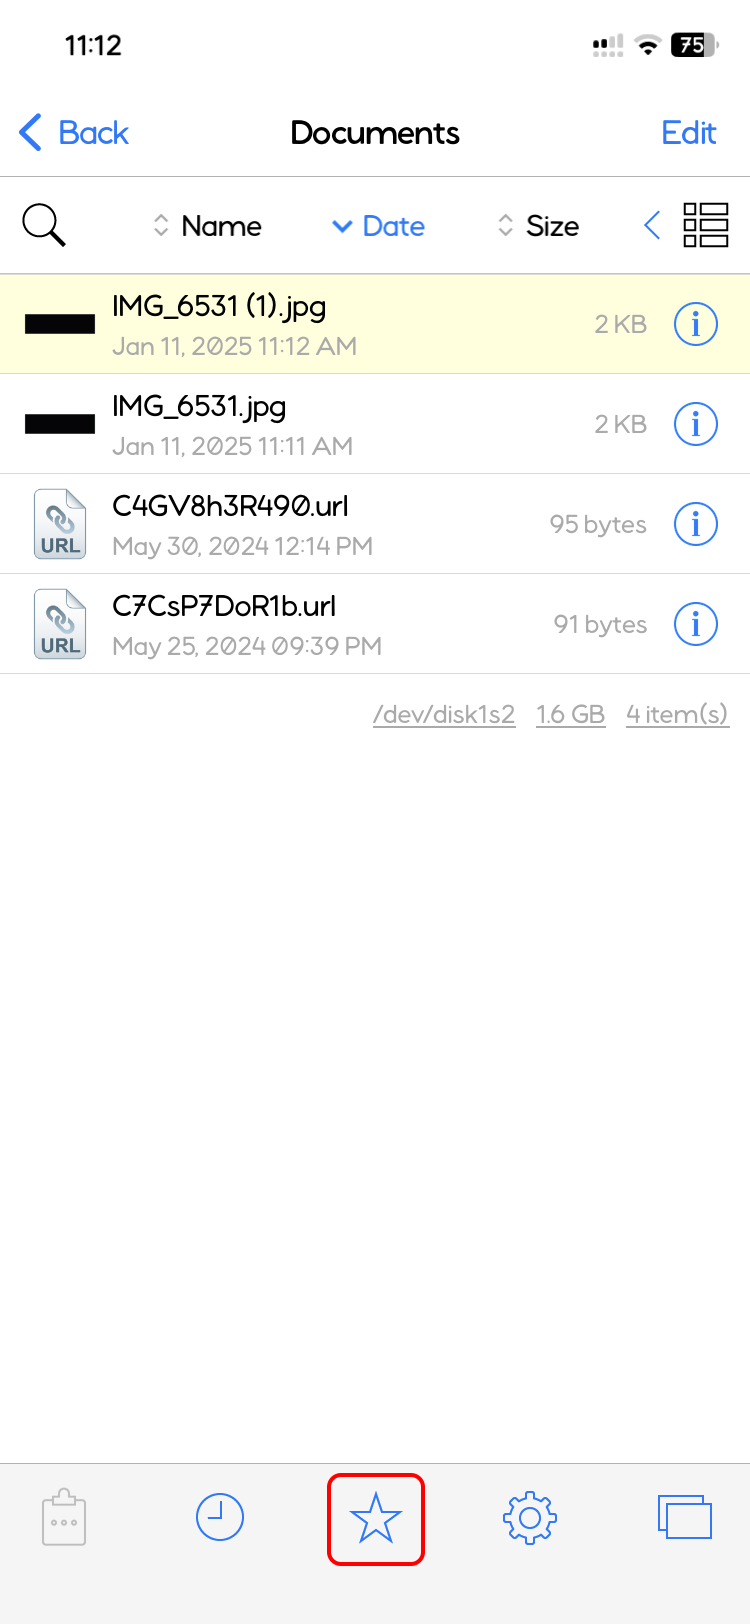 11:12
75
Back
Documents
Edit
Name
Date
Size
IMG_6531 (1).jpg
2 KB
Jan 11, 2025 11:12 AM
IMG_6531.jpg
2 KB
Jan 11, 2025 11:11 AM
C4GV8h3R490.url
95 bytes
URL
May 30, 2024 12:14 PM
C7CsP7DoR1b.url
91 bytes
URL
May 25, 2024 09:39 PM
/dev/disk1s2 1.6 GB 4 item(s)